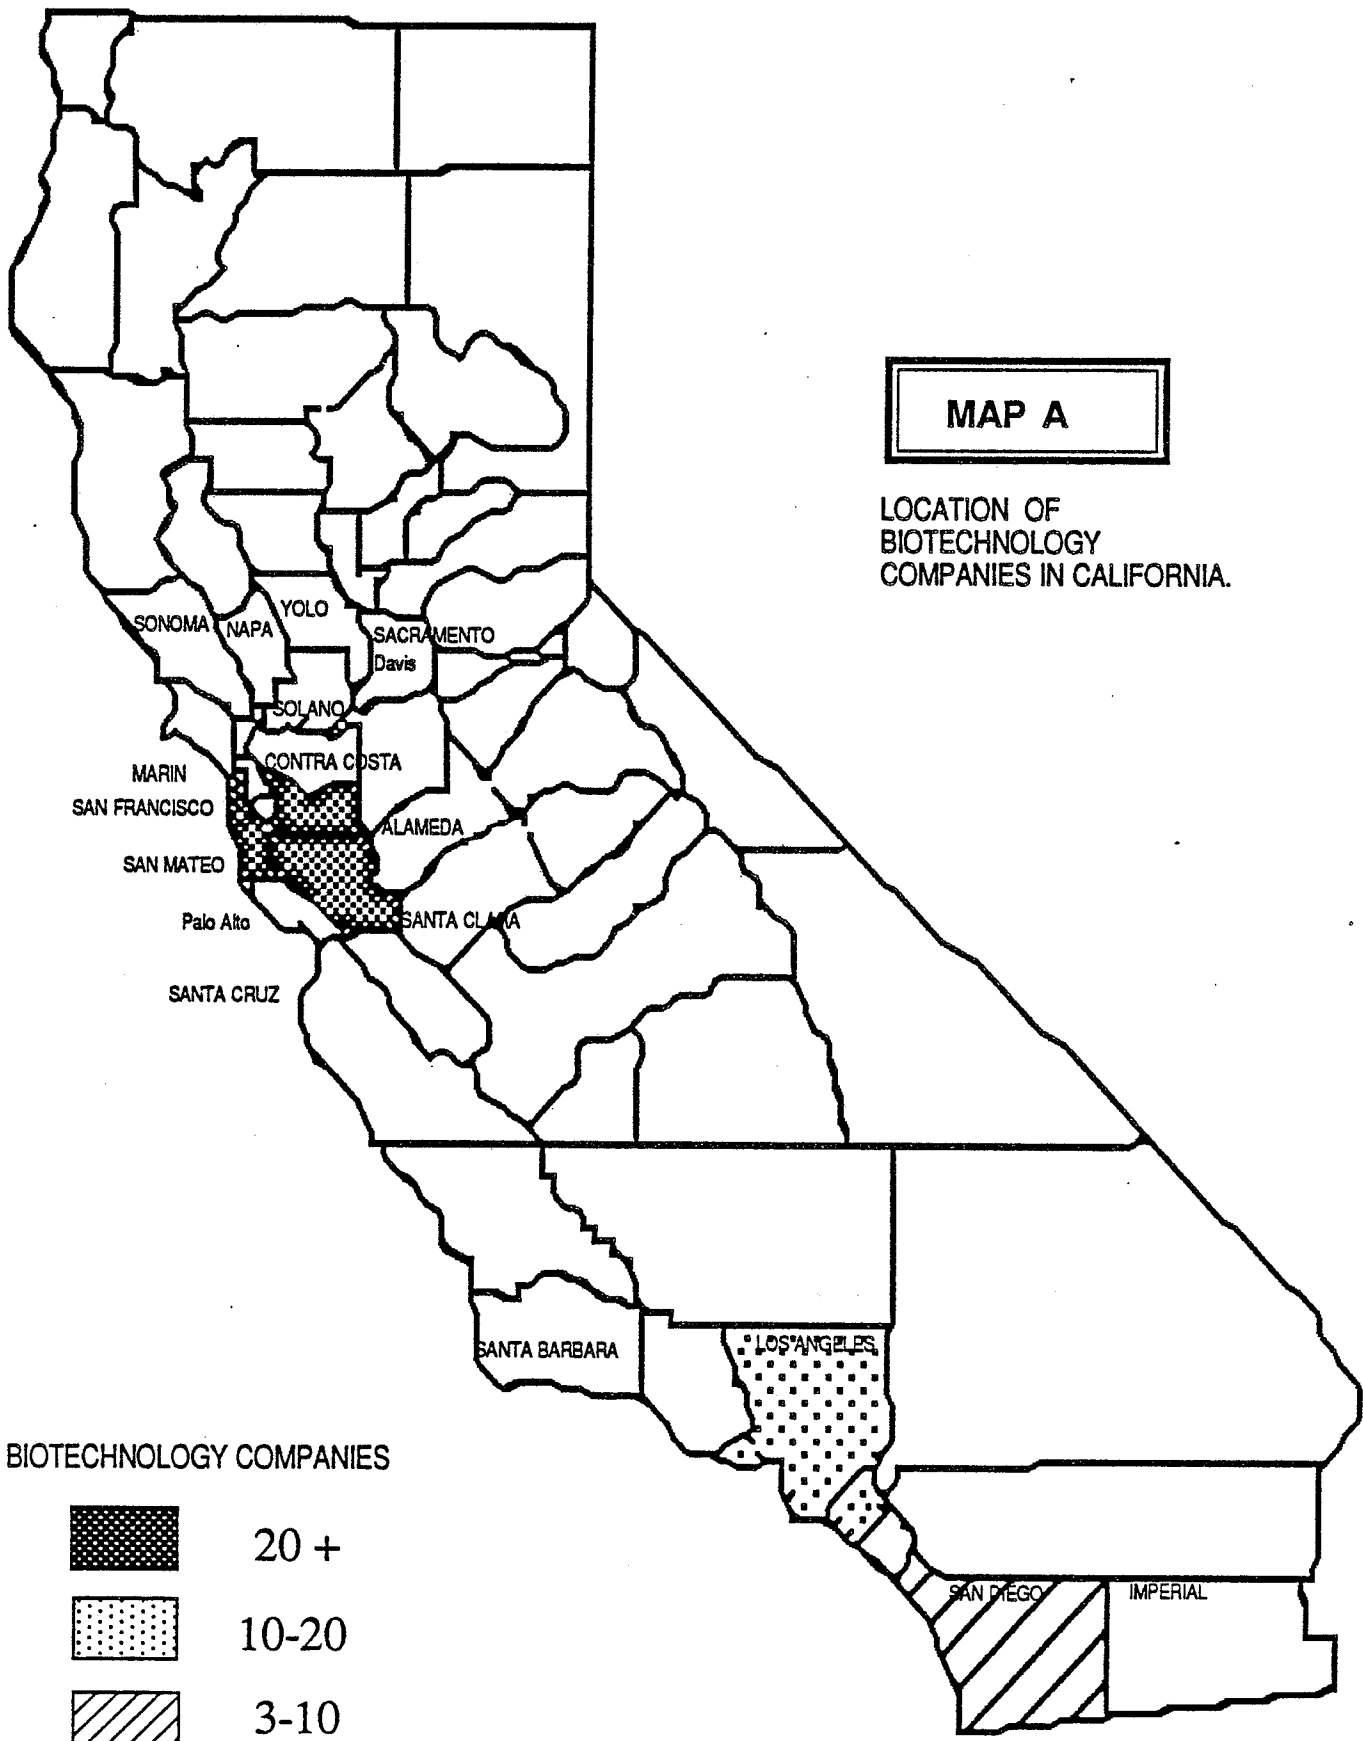 MAP A
LOCATION OF
BIOTECHNOLOGY
COMPANIES IN CALIFORNIA.
SONOMA
NAPA
YOLO
SACRAMENTO
Davis
SOLANO
CONTRA COSTA
MARIN
SAN FRANCISCO
ALAMEDA
SAN MATEO
Palo Alto
SANTA CLARA
SANTA CRUZ
SANTA BARBARA
LOS ANGELES
SAN DIEGO
IMPERIAL
BIOTECHNOLOGY COMPANIES
20 +
10-20
3-10